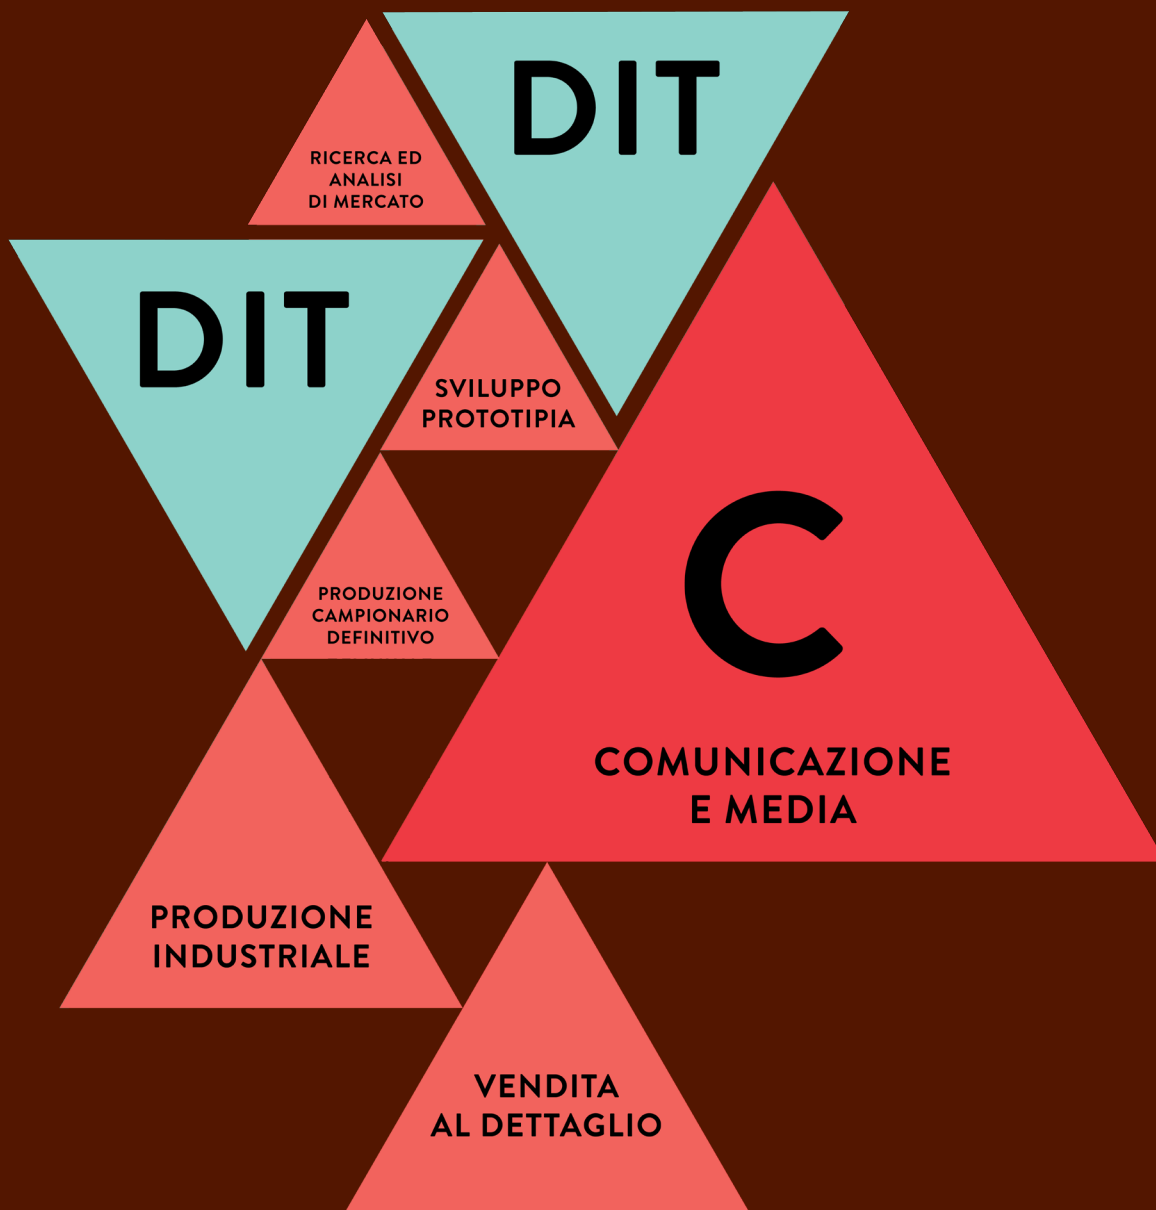 DIT
RICERCA ED
ANALISI
DI MERCATO
DIT
SVILUPPO
PROTOTIPIA
PRODUZIONE
CAMPIONARIO
DEFINITIVO
C
COMUNICAZIONE
E MEDIA
PRODUZIONE
INDUSTRIALE
VENDITA
AL DETTAGLIO